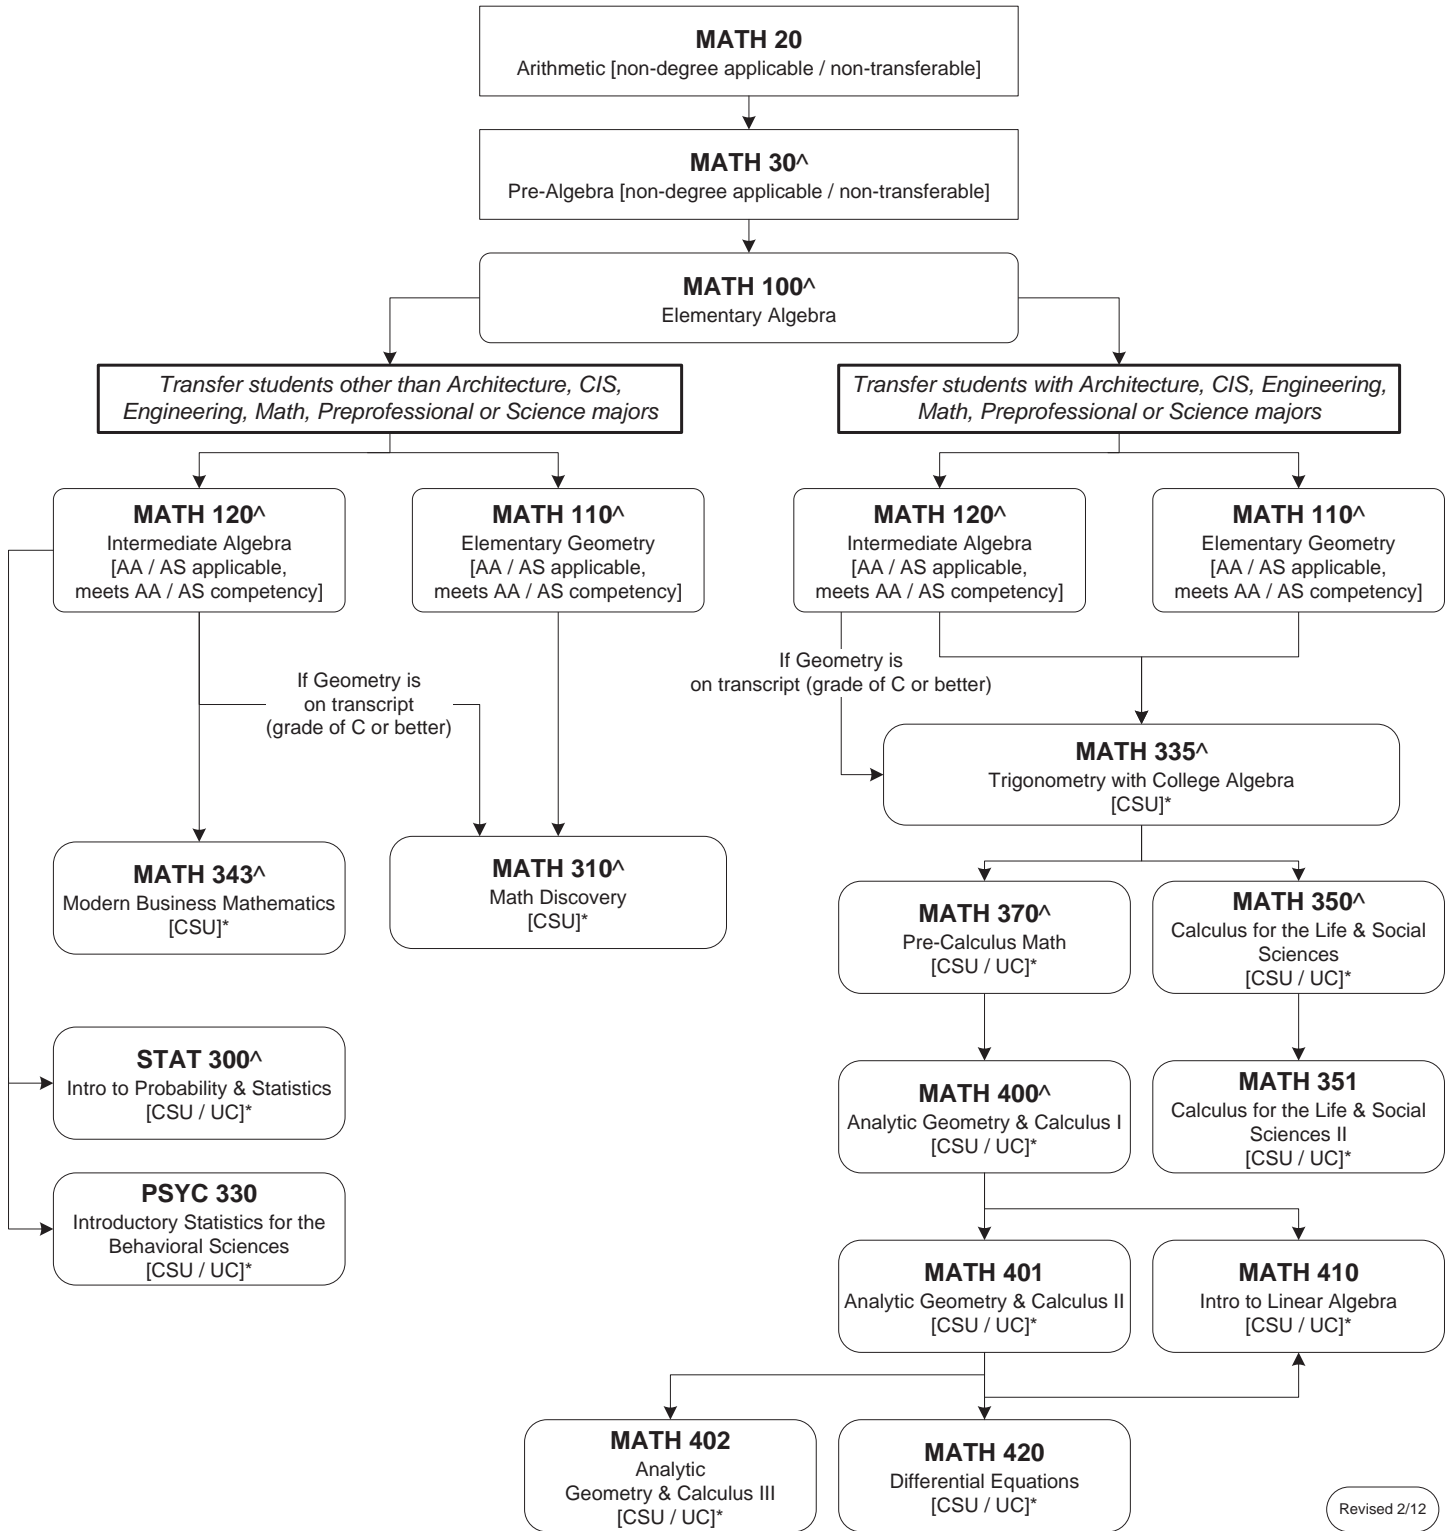 MATH 20
Arithmetic [non-degree applicable / non-transferable]
MATH 30^
Pre-Algebra [non-degree applicable / non-transferable]
MATH 100^
Elementary Algebra
Transfer students other than Architecture, CIS,
Engineering, Math, Preprofessional or Science majors
Transfer students with Architecture, CIS, Engineering,
Math, Preprofessional or Science majors
MATH 120^
Intermediate Algebra
[AA / AS applicable,
meets AA / AS competency]
MATH 110^
Elementary Geometry
[AA / AS applicable,
meets AA / AS competency]
MATH 120^
Intermediate Algebra
[AA / AS applicable,
meets AA / AS competency]
MATH 110^
Elementary Geometry
[AA / AS applicable,
meets AA / AS competency]
If Geometry is
on transcript
(grade of C or better)
If Geometry is
on transcript (grade of C or better)
MATH 335^
Trigonometry with College Algebra
[CSU]*
MATH 343^
Modern Business Mathematics
[CSU]*
MATH 310^
Math Discovery
[CSU]*
MATH 370^
Pre-Calculus Math
[CSU / UC]*
MATH 350^
Calculus for the Life & Social
Sciences
[CSU / UC]*
STAT 300^
Intro to Probability & Statistics
[CSU / UC]*
MATH 400^
Analytic Geometry & Calculus I
[CSU / UC]*
MATH 351
Calculus for the Life & Social
Sciences II
[CSU / UC]*
PSYC 330
Introductory Statistics for the
Behavioral Sciences
[CSU / UC]*
MATH 401
Analytic Geometry & Calculus II
[CSU / UC]*
MATH 410
Intro to Linear Algebra
[CSU / UC]*
MATH 402
Analytic
Geometry & Calculus III
[CSU / UC]*
MATH 420
Differential Equations
[CSU / UC]*
Revised 2/12